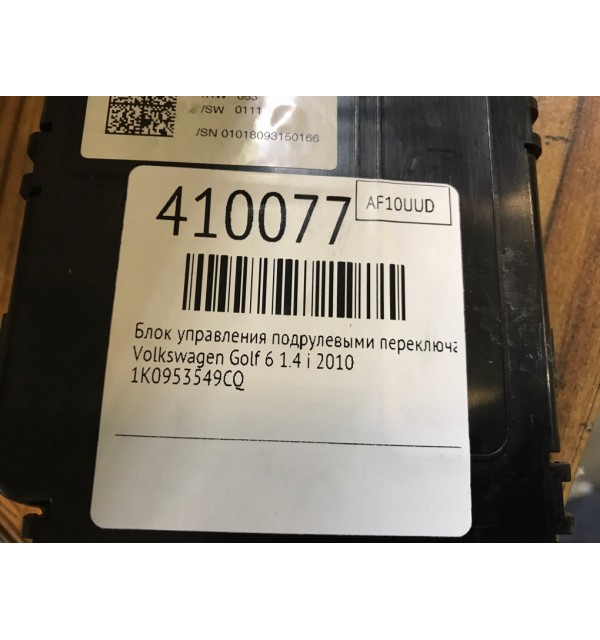 /SW 0111
/SN 01018093150166
410077
AF10UUD
Блок управления подрулевыми переключа
Volkswagen Golf 6 1.4 i 2010
1K0953549CQ